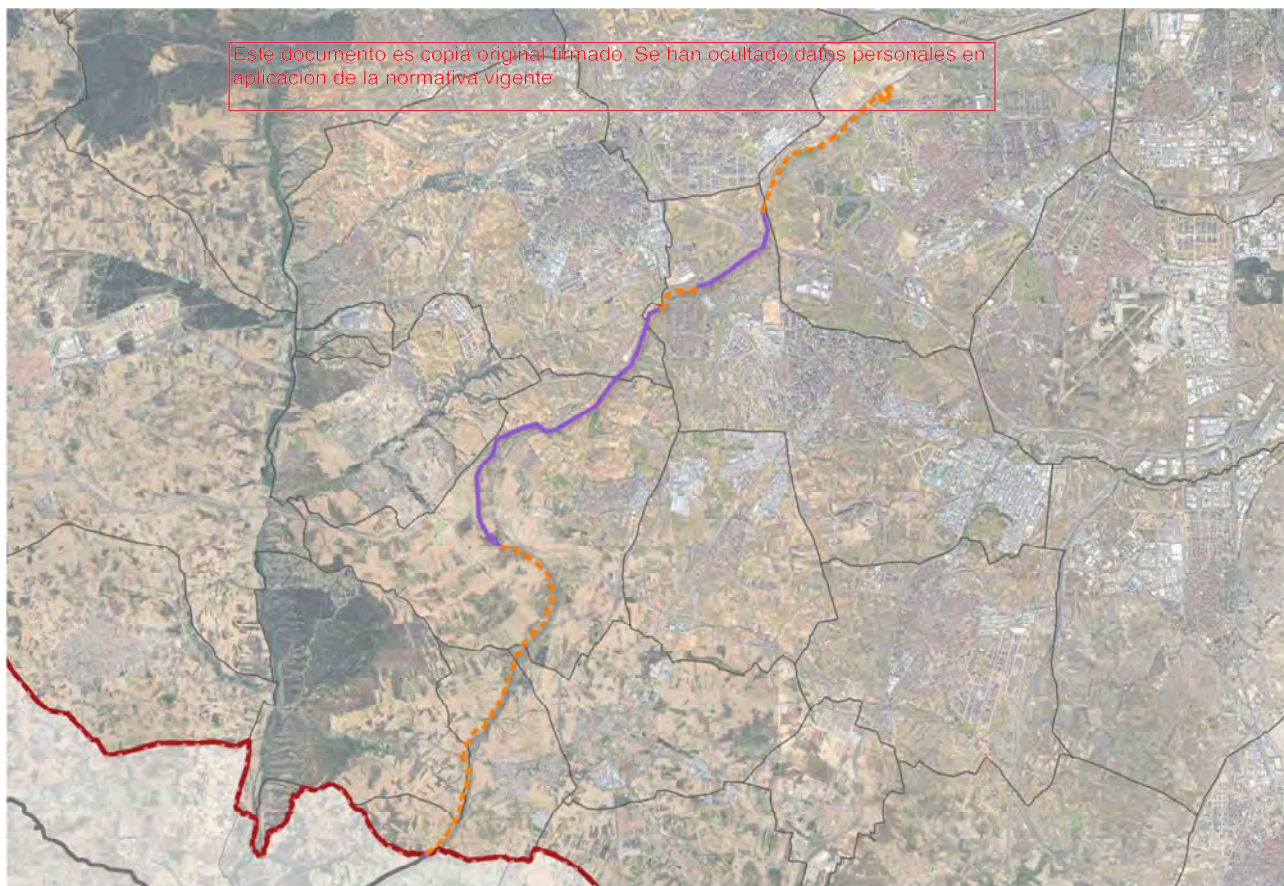 Este documento es copia original firmado. Se han ocultado datos personales en
aplicación de la normativa vigente